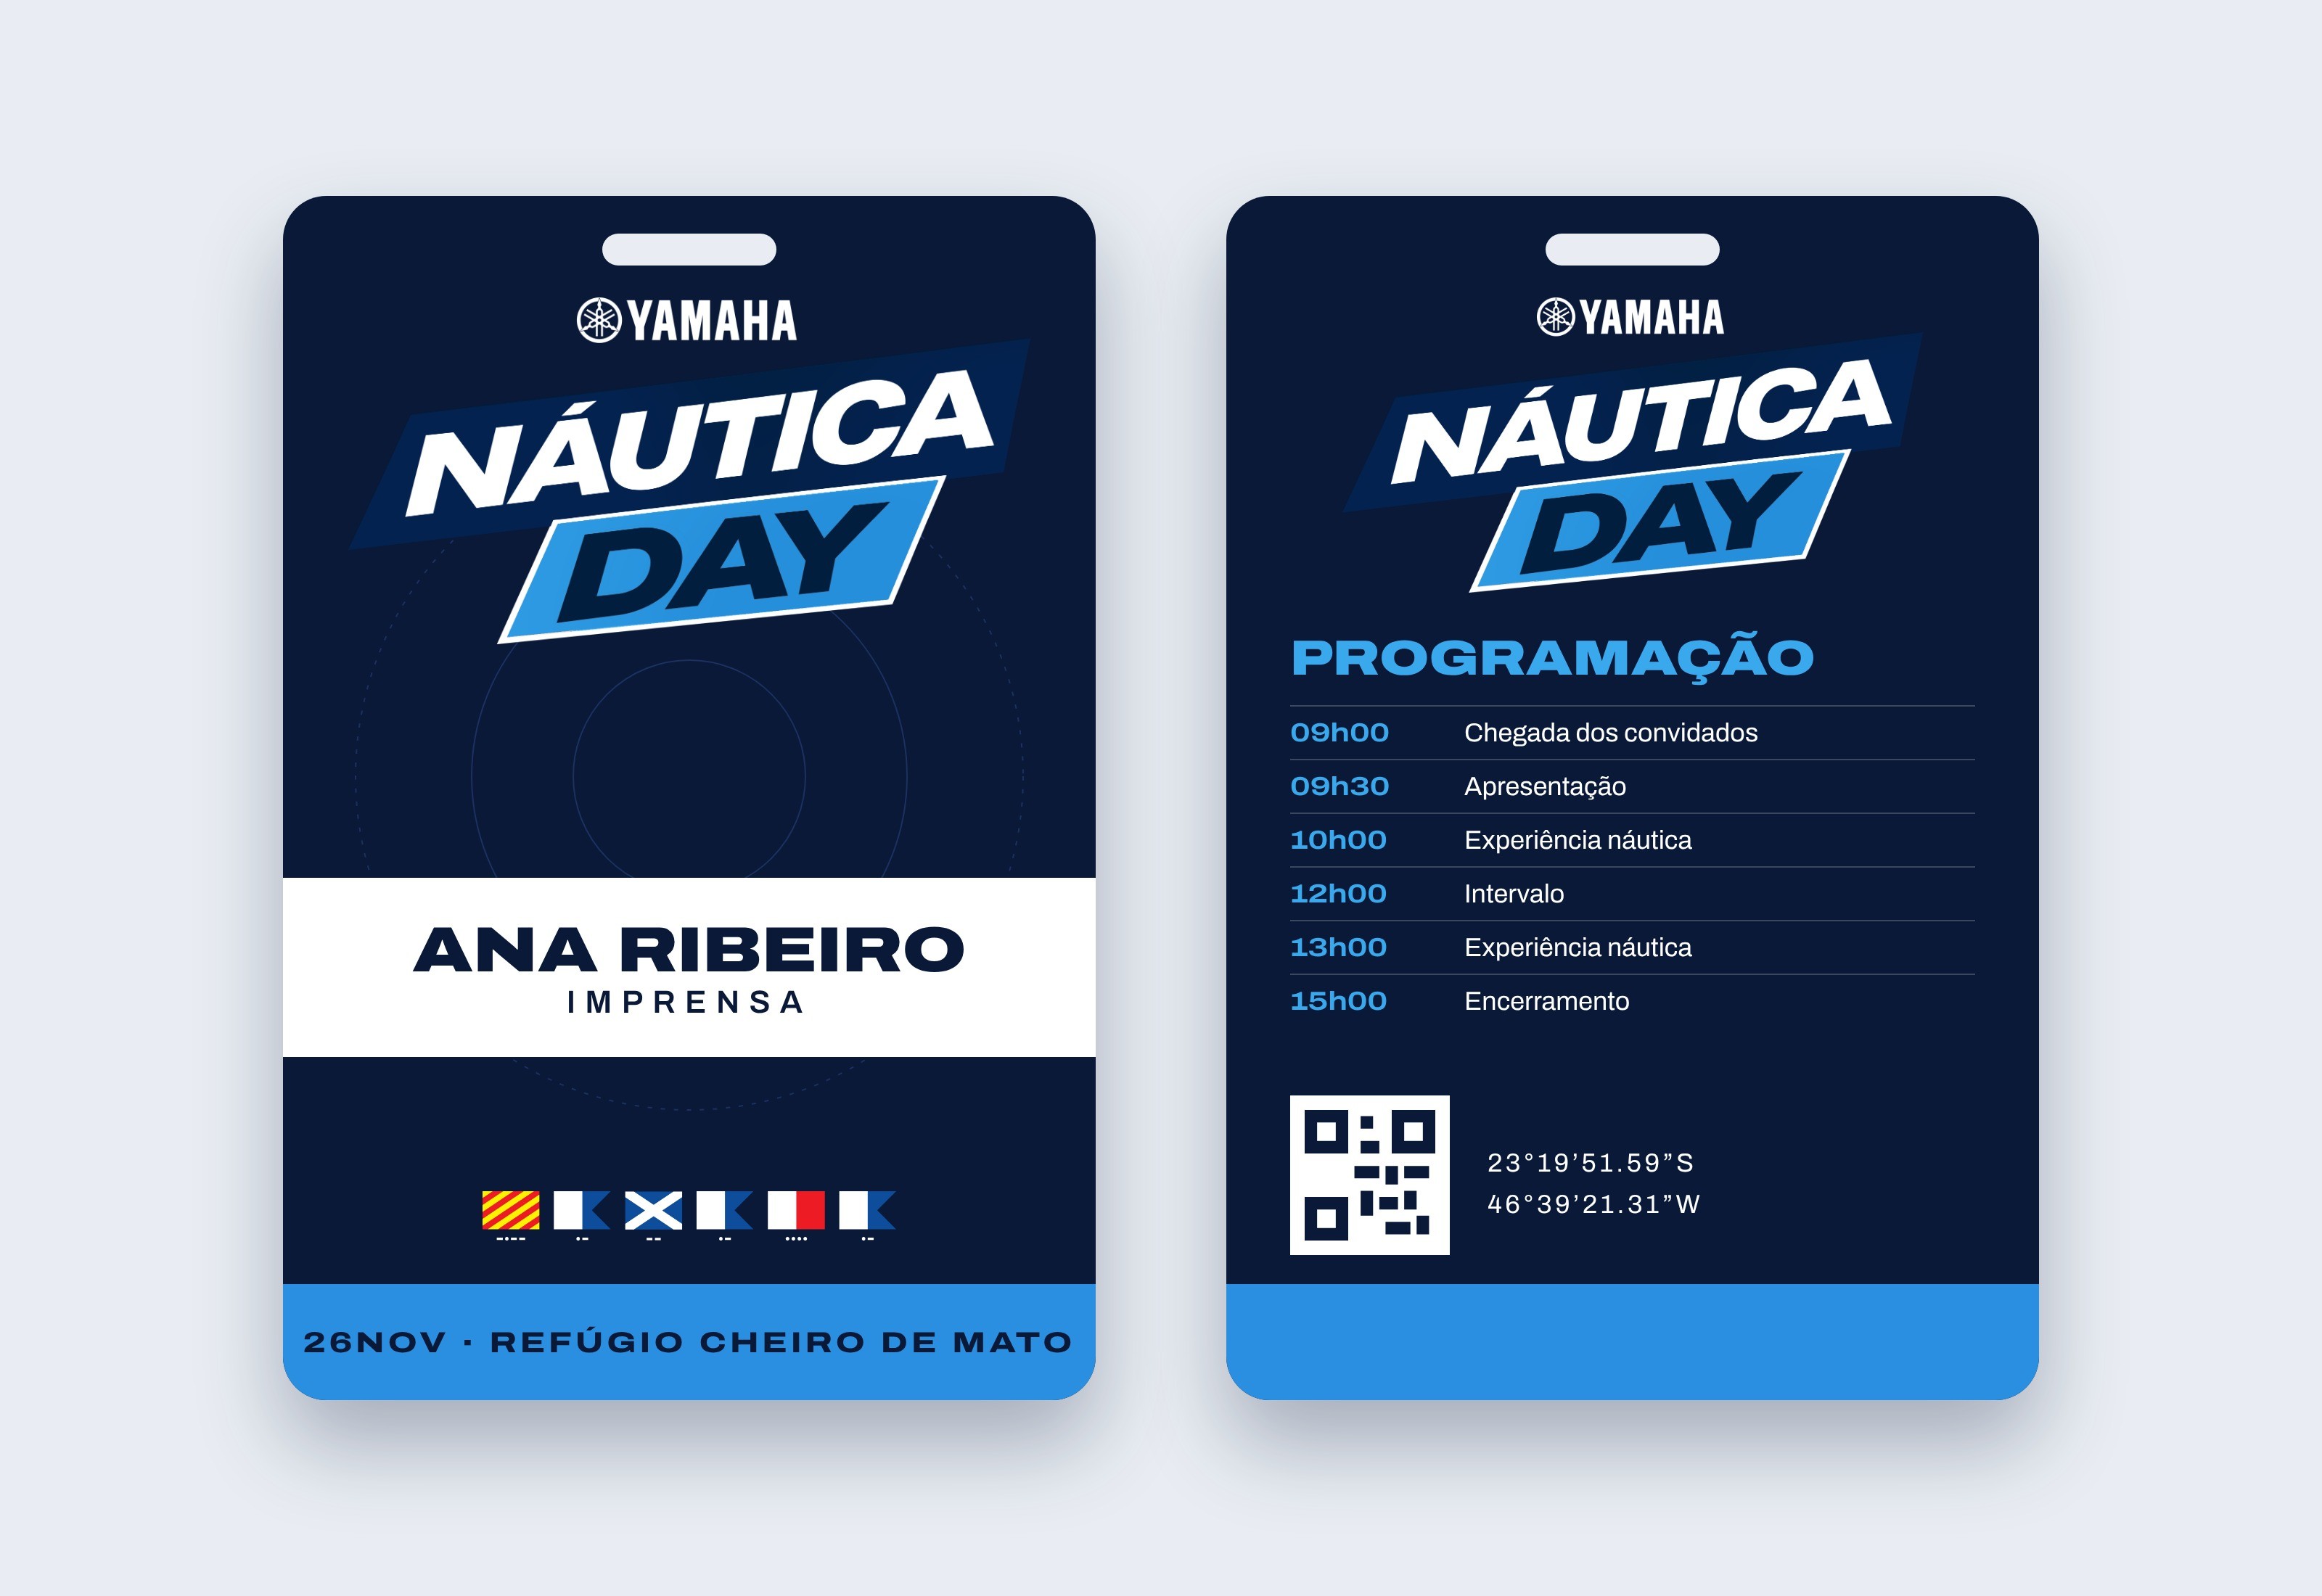 YAMAHA
NÁUTICA
DAY
ANA RIBEIRO
IMPRENSA
26NOV · REFÚGIO CHEIRO DE MATO
YAMAHA
NÁUTICA
DAY
PROGRAMAÇÃO
09h00 Chegada dos convidados
09h30 Apresentação
10h00 Experiência náutica
12h00 Intervalo
13h00 Experiência náutica
15h00 Encerramento
23°19’51.59”S
46°39’21.31”W